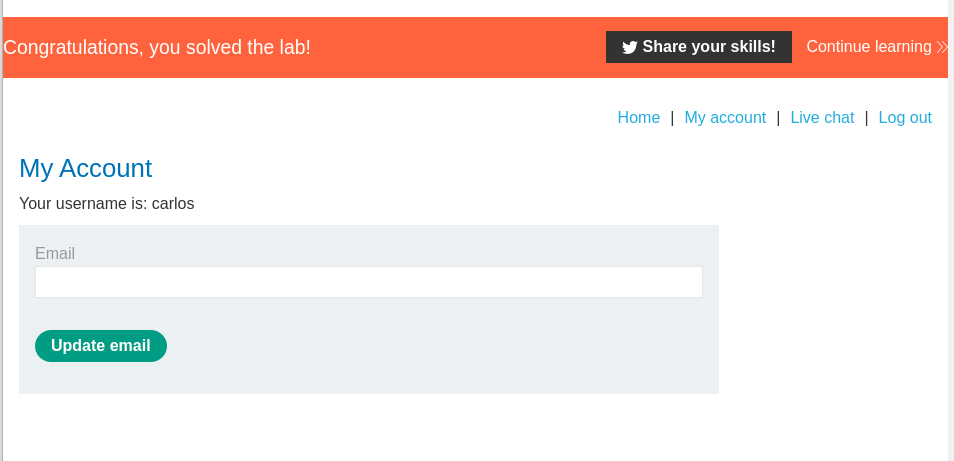 Congratulations, you solved the lab! Share your skills! Continue learning
Home | My account | Live chat | Log out
My Account
Your username is: carlos
Email
Update email